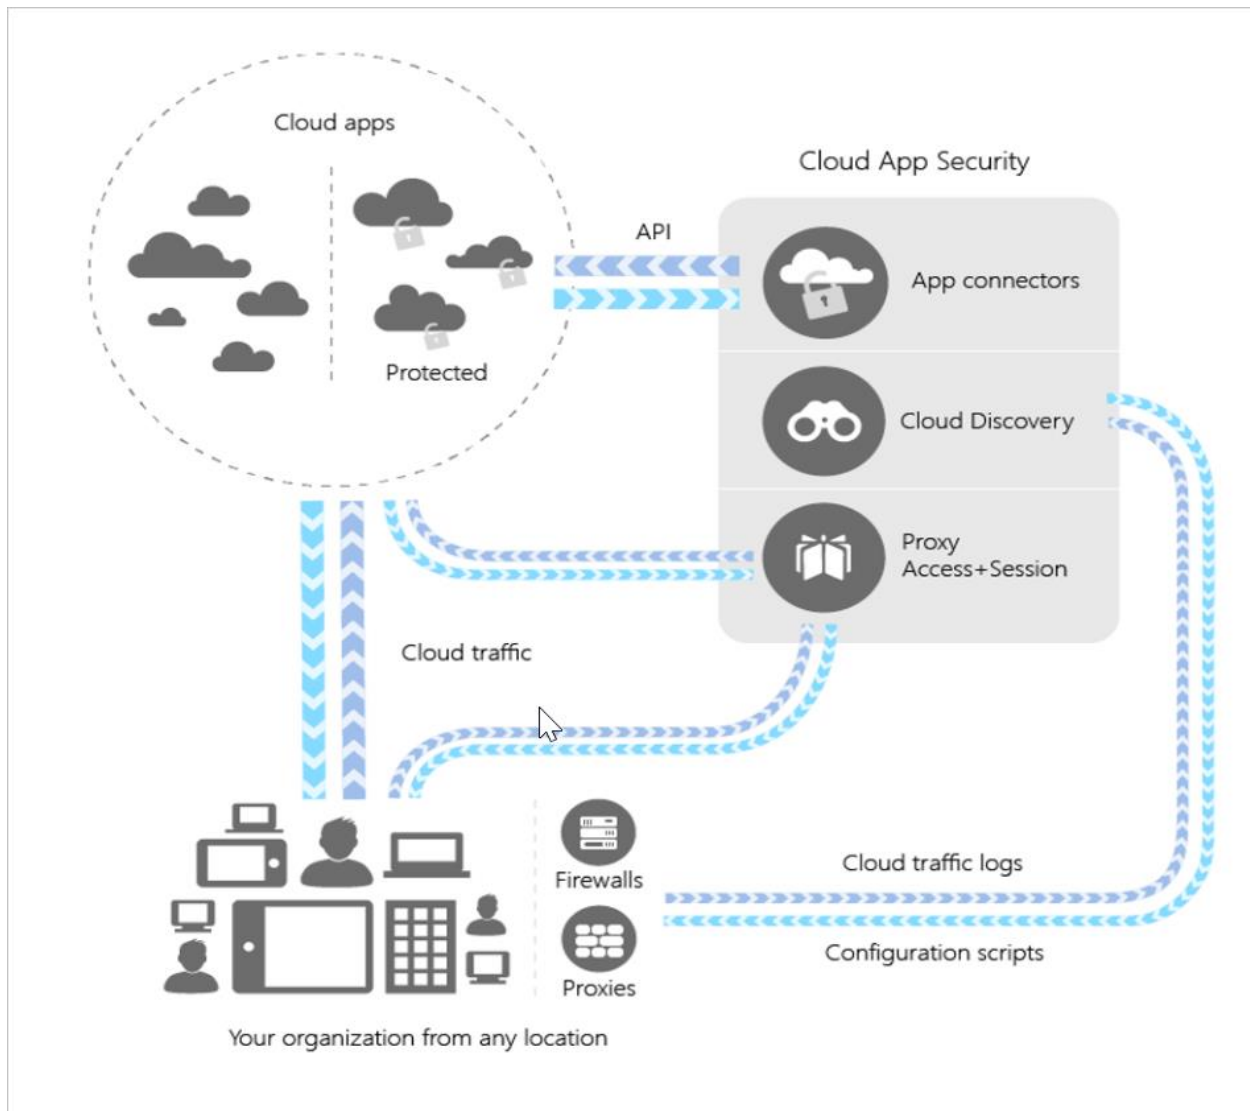 Cloud apps
Protected
API
Cloud App Security
App connectors
Cloud Discovery
Proxy
Access+Session
Cloud traffic
Firewalls
Proxies
Cloud traffic logs
Configuration scripts
Your organization from any location